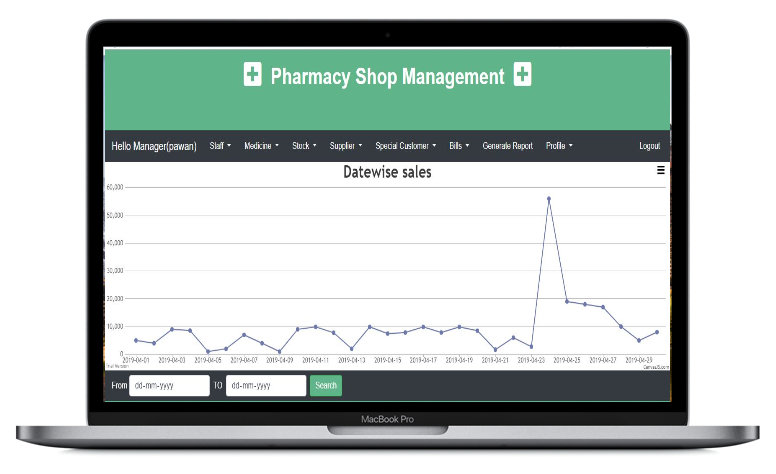 Pharmacy Shop Management
Hello Manager(pawan) Staff Medicine Stock Supplier Special Customer Bills Generate Report Profile Logout
Datewise sales
60,000
50,000
40,000
30,000
20,000
10,000
0
2019-04-01 2019-04-03 2019-04-05 2019-04-07 2019-04-09 2019-04-11 2019-04-13 2019-04-15 2019-04-17 2019-04-19 2019-04-21 2019-04-23 2019-04-25 2019-04-27 2019-04-29
Trial Version CanvasJS.com
From dd-mm-yyyy TO dd-mm-yyyy Search
MacBook Pro